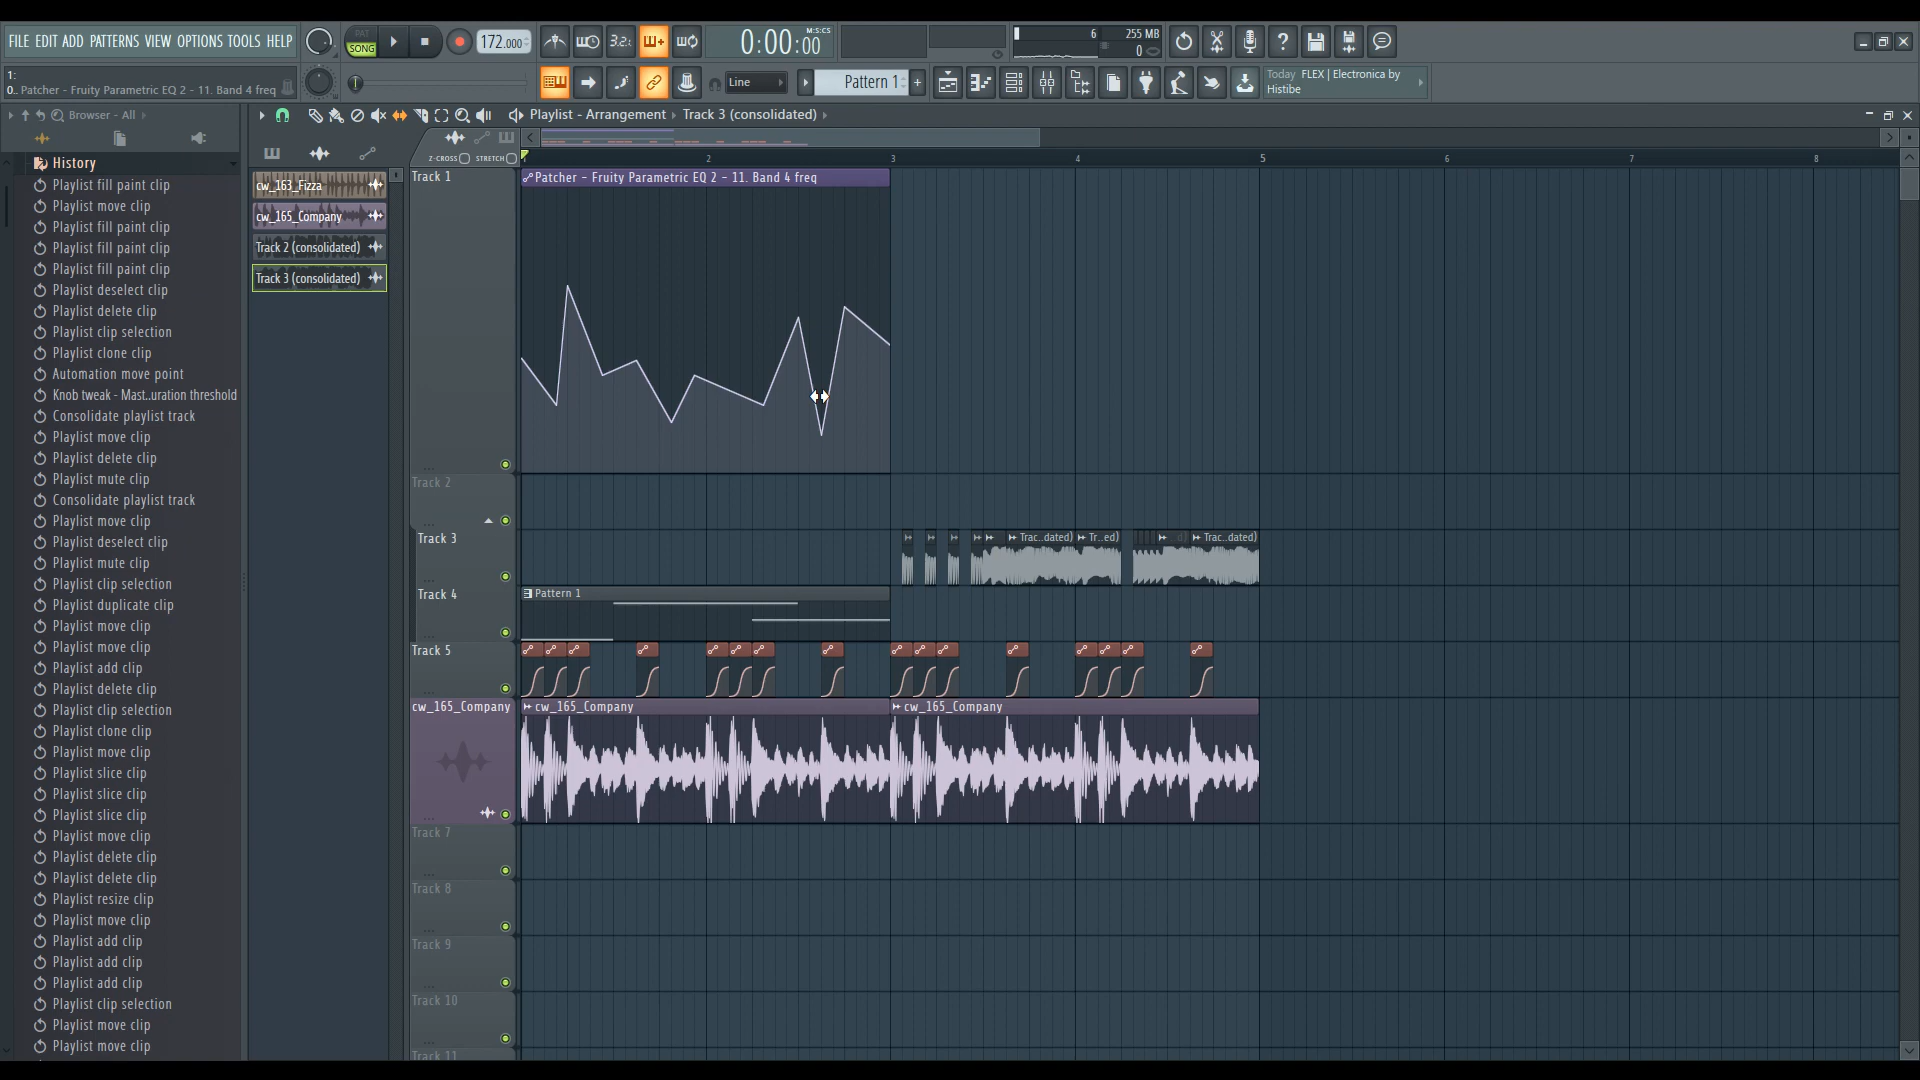 FILE EDIT ADD PATTERNS VIEW OPTIONS TOOLS HELP
PAT
SONG
172.000
3.2.
0:00:00
M:S:CS
6
255 MB
0
1:
0.. Patcher - Fruity Parametric EQ 2 - 11. Band 4 freq
Line
Pattern 1
+
Today FLEX | Electronica by
Histibe
Browser - All
Playlist - Arrangement
Track 3 (consolidated)
Z-CROSS
STRETCH
2
3
4
5
6
7
8
History
Playlist fill paint clip
Playlist move clip
Playlist fill paint clip
Playlist fill paint clip
Playlist fill paint clip
Playlist deselect clip
Playlist delete clip
Playlist clip selection
Playlist clone clip
Automation move point
Knob tweak - Mast..uration threshold
Consolidate playlist track
Playlist move clip
Playlist delete clip
Playlist mute clip
Consolidate playlist track
Playlist move clip
Playlist deselect clip
Playlist mute clip
Playlist clip selection
Playlist duplicate clip
Playlist move clip
Playlist move clip
Playlist add clip
Playlist delete clip
Playlist clip selection
Playlist clone clip
Playlist move clip
Playlist slice clip
Playlist slice clip
Playlist slice clip
Playlist move clip
Playlist delete clip
Playlist delete clip
Playlist resize clip
Playlist move clip
Playlist add clip
Playlist add clip
Playlist add clip
Playlist clip selection
Playlist move clip
Playlist move clip
cw_163_Fizza
cw_165_Company
Track 2 (consolidated)
Track 3 (consolidated)
Track 1
Patcher - Fruity Parametric EQ 2 - 11. Band 4 freq
Track 2
Track 3
Trac..dated)
Tr..ed)
d)
Trac..dated)
Track 4
Pattern 1
Track 5
cw_165_Company
cw_165_Company
cw_165_Company
Track 7
Track 8
Track 9
Track 10
Track 11